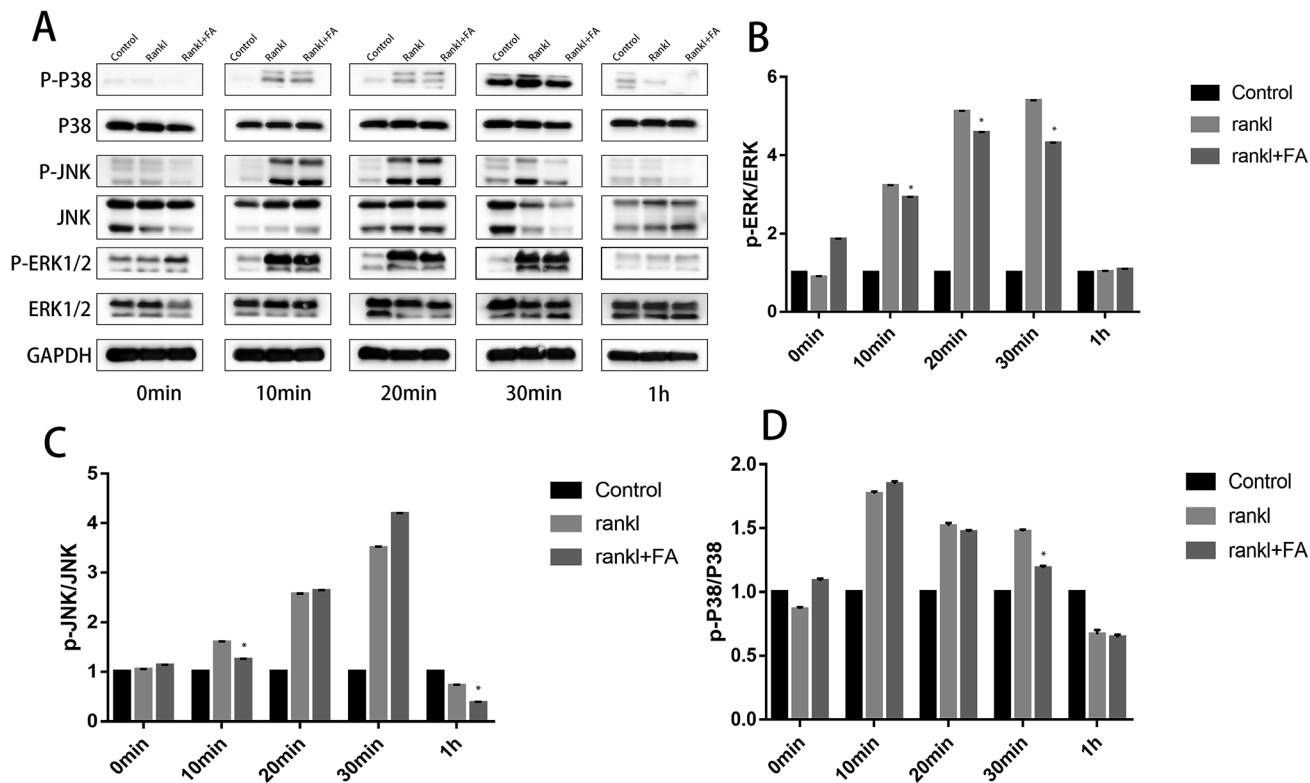 A
Control Rankl Rankl+FA Control Rankl Rankl+FA Control Rankl Rankl+FA Control Rankl Rankl+FA Control Rankl Rankl+FA
P-P38
P38
P-JNK
JNK
P-ERK1/2
ERK1/2
GAPDH
0min 10min 20min 30min 1h
B
p-ERK/ERK
6
4
2
0
* * *
0min 10min 20min 30min 1h
Control
rankl
rankl+FA
C
p-JNK/JNK
5
4
3
2
1
0
* *
0min 10min 20min 30min 1h
Control
rankl
rankl+FA
D
p-P38/P38
2.0
1.5
1.0
0.5
0.0
*
0min 10min 20min 30min 1h
Control
rankl
rankl+FA